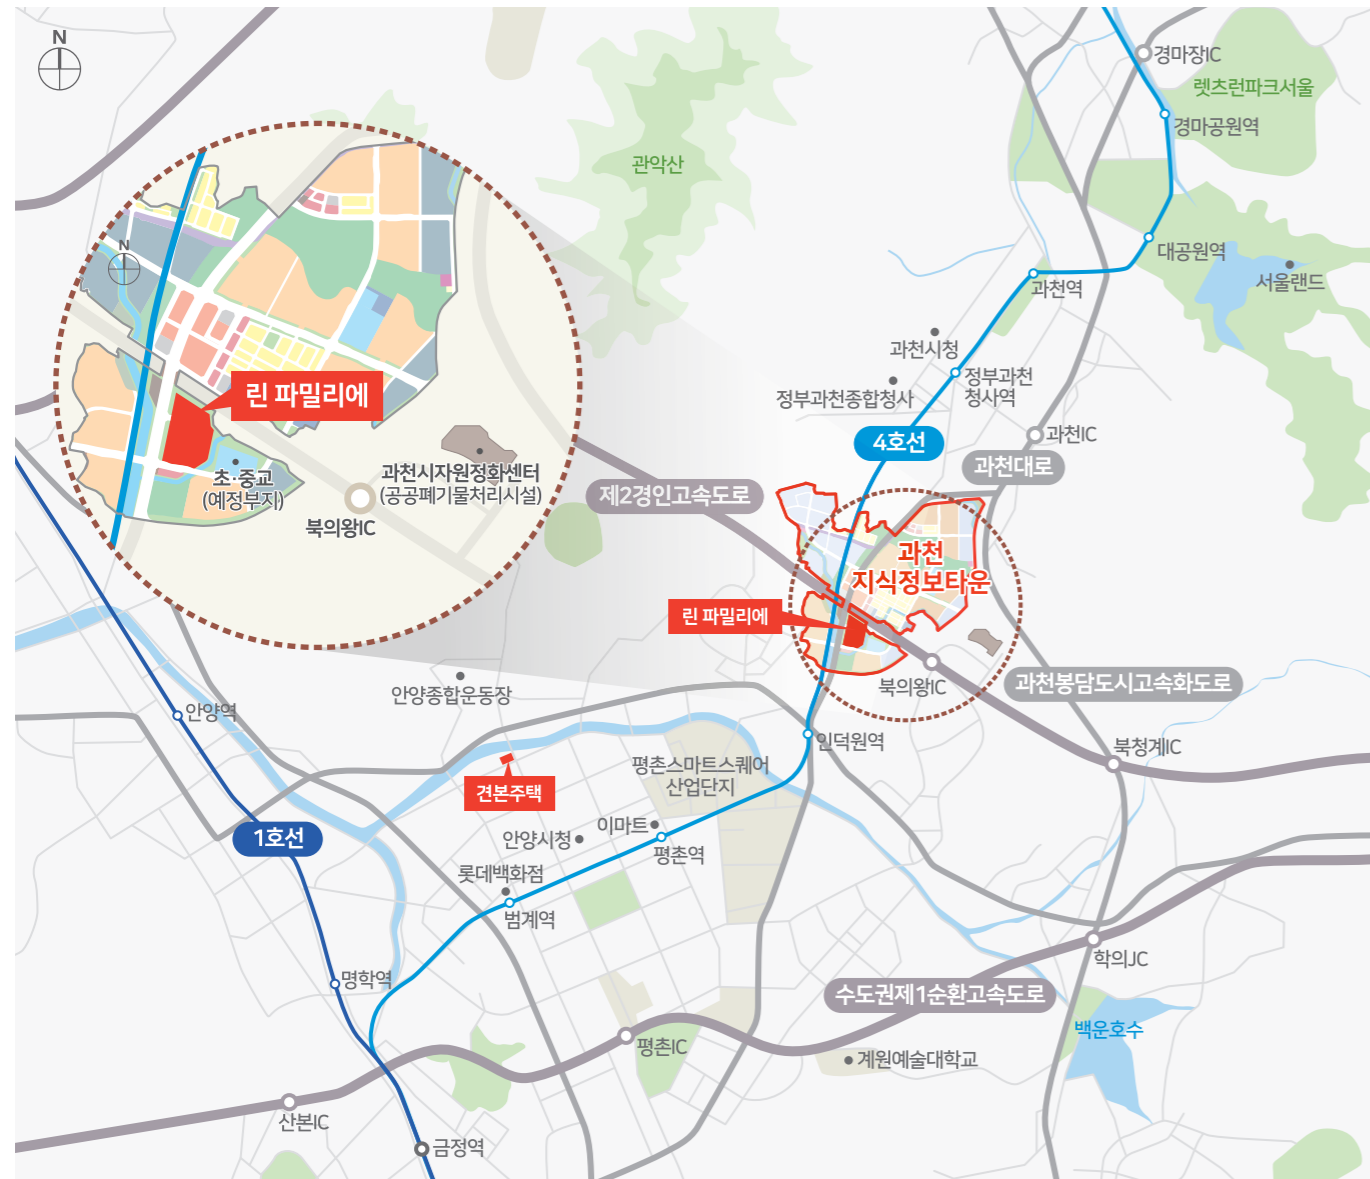 N
경마장IC
렛츠런파크서울
경마공원역
관악산
대공원역
서울랜드
과천역
N
과천시청
정부과천
청사역
정부과천종합청사
린 파밀리에
4호선
과천IC
과천대로
초·중교
(예정부지)
과천시자원정화센터
(공공폐기물처리시설)
북의왕IC
제2경인고속도로
과천
지식정보타운
린 파밀리에
북의왕IC
과천봉담도시고속화도로
안양종합운동장
안양역
인덕원역
북청계IC
평촌스마트스퀘어
산업단지
견본주택
1호선
이마트
안양시청
평촌역
롯데백화점
범계역
학의JC
명학역
수도권제1순환고속도로
백운호수
평촌IC
계원예술대학교
산본IC
금정역